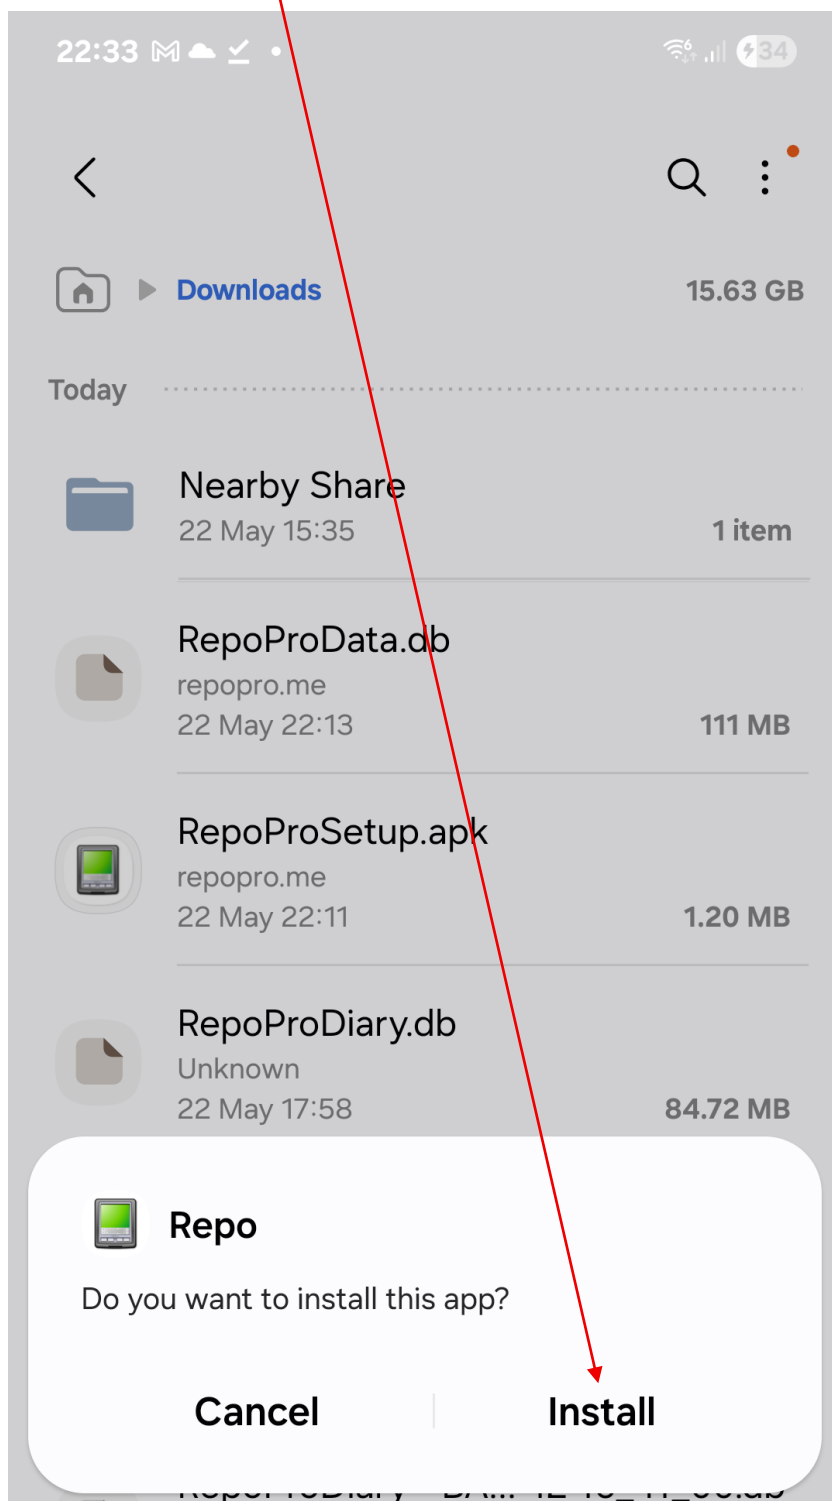 22:33
34
Downloads
15.63 GB
Today
Nearby Share
22 May 15:35
1 item
RepoProData.db
repopro.me
22 May 22:13
111 MB
RepoProSetup.apk
repopro.me
22 May 22:11
1.20 MB
RepoProDiary.db
Unknown
22 May 17:58
84.72 MB
Repo
Do you want to install this app?
Cancel
Install